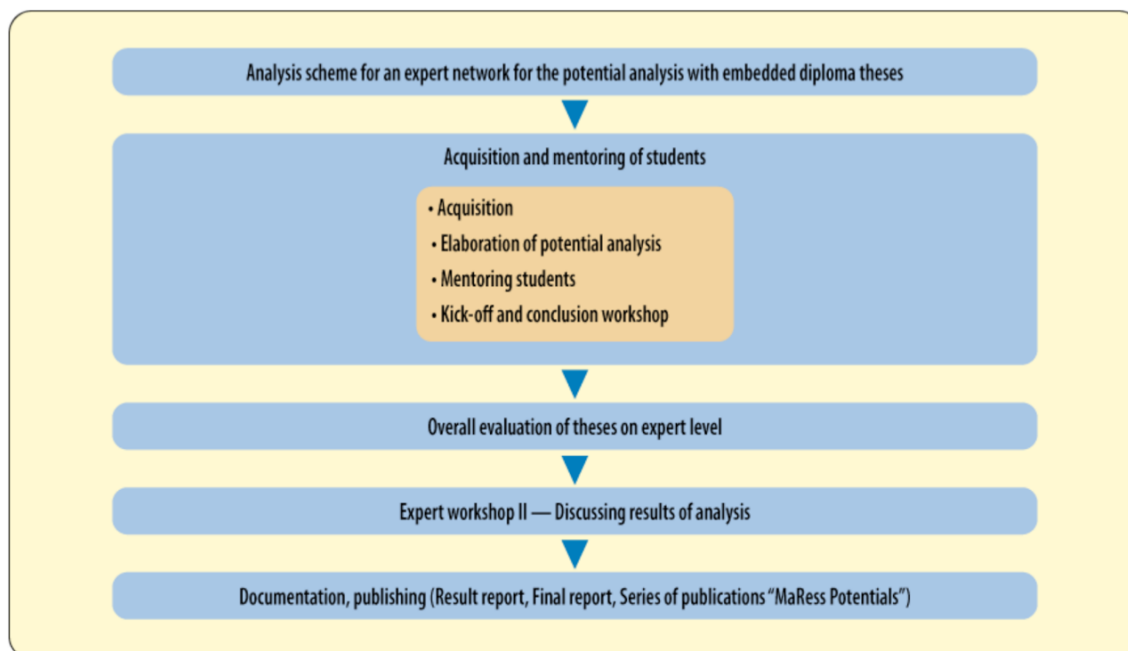 Analysis scheme for an expert network for the potential analysis with embedded diploma theses
Acquisition and mentoring of students
• Acquisition
• Elaboration of potential analysis
• Mentoring students
• Kick-off and conclusion workshop
Overall evaluation of theses on expert level
Expert workshop II — Discussing results of analysis
Documentation, publishing (Result report, Final report, Series of publications “MaRess Potentials”)